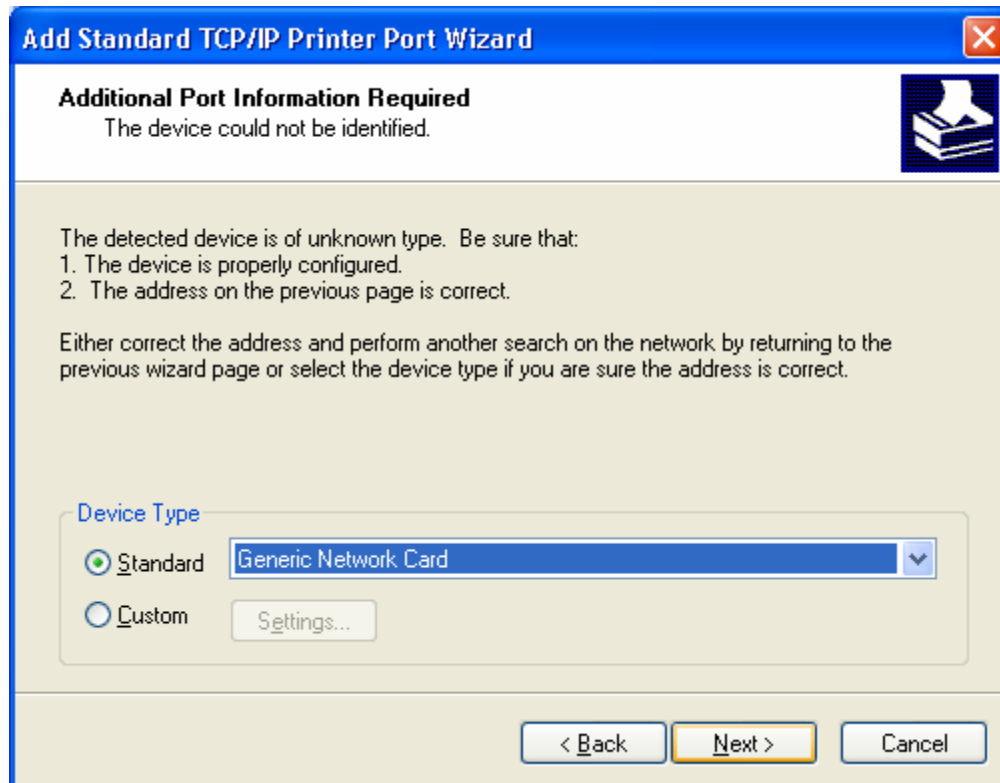 Add Standard TCP/IP Printer Port Wizard
Additional Port Information Required
The device could not be identified.
The detected device is of unknown type.  Be sure that:
1. The device is properly configured.
2.  The address on the previous page is correct.
Either correct the address and perform another search on the network by returning to the
previous wizard page or select the device type if you are sure the address is correct.
Device Type
Standard
Generic Network Card
Custom
Settings...
< Back
Next >
Cancel